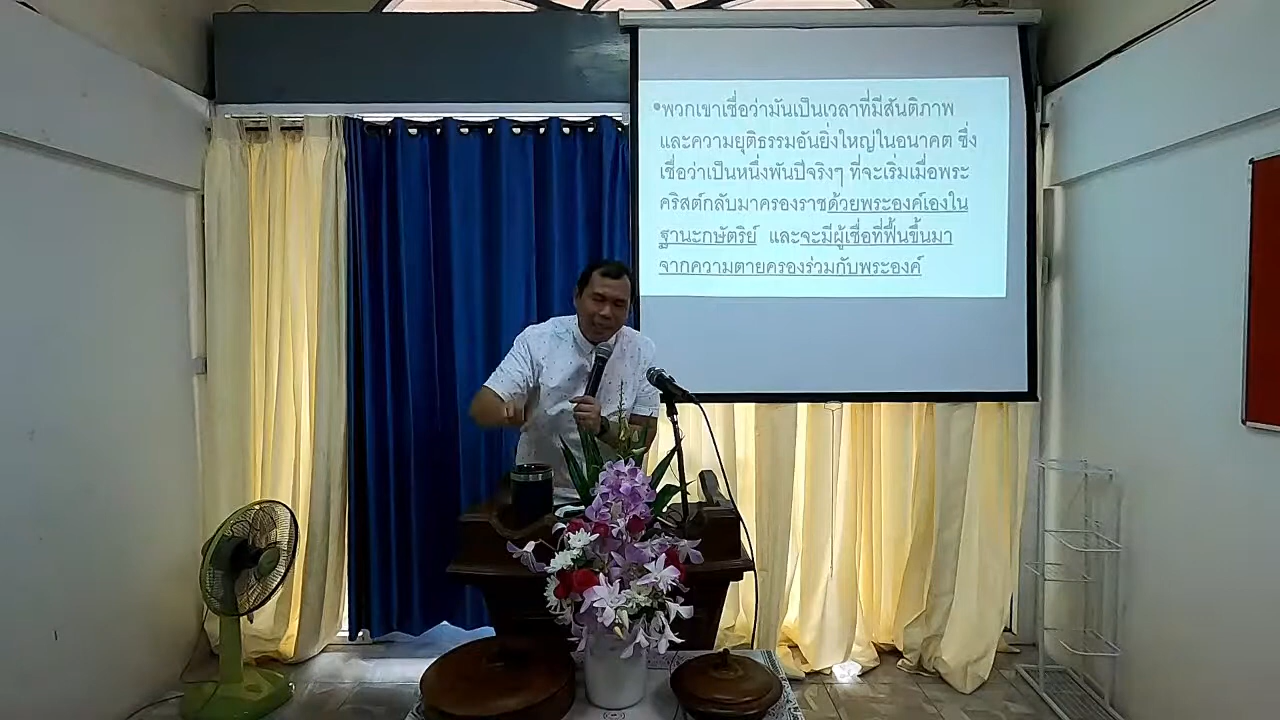 •พวกเขาเชื่อว่ามันเป็นเวลาที่มีสันติภาพ
และความยุติธรรมอันยิ่งใหญ่ในอนาคต ซึ่ง
เชื่อว่าเป็นหนึ่งพันปีจริงๆ ที่จะเริ่มเมื่อพระ
คริสต์กลับมาครองราชด้วยพระองค์เองใน
ฐานะกษัตริย์ และจะมีผู้เชื่อที่ฟื้นขึ้นมา
จากความตายครองร่วมกับพระองค์